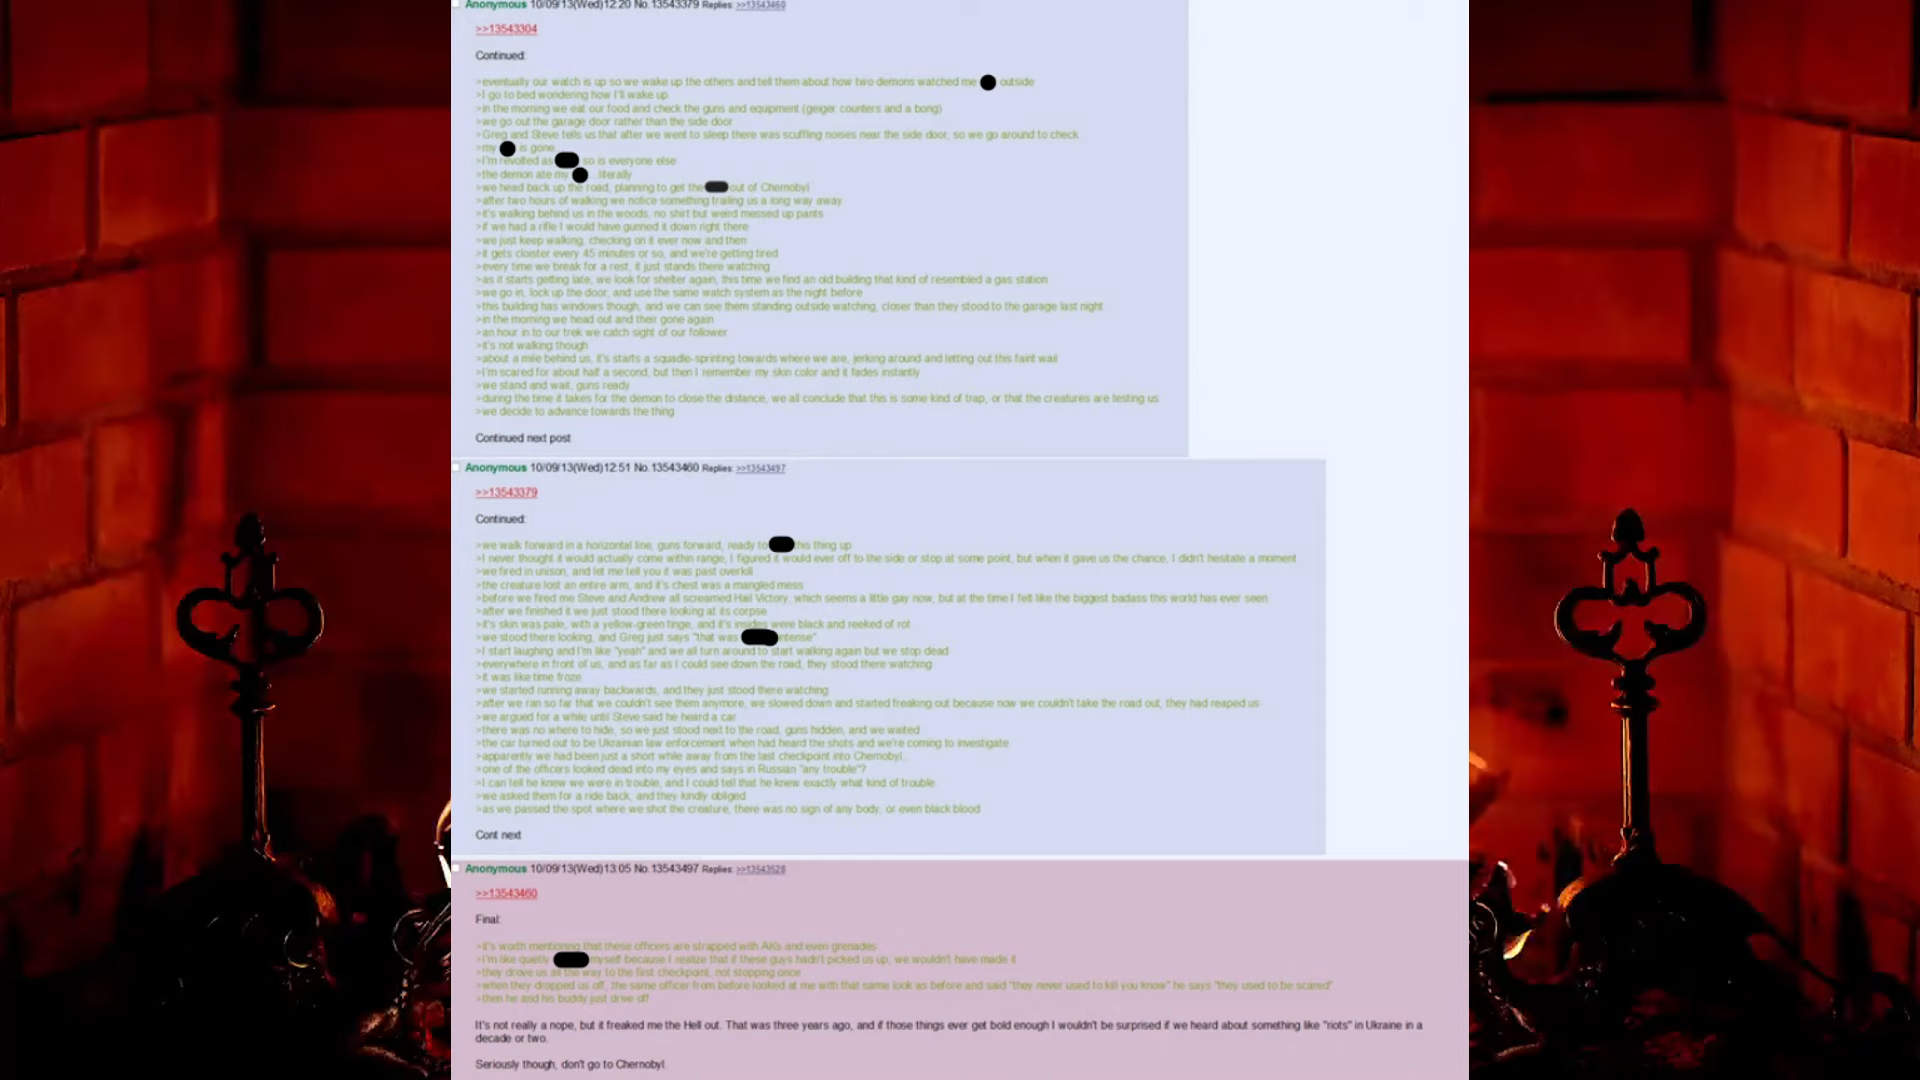 Anonymous 10/09/13(Wed)12:20 No.13543379 Replies: >>13543460
>>13543304
Continued:
>eventually our watch is up so we wake up the others and tell them about how two demons watched me outside
>I go to bed wondering how I'll wake up.
>in the morning we eat our food and check the guns and equipment (geiger counters and a bong)
>we go out the garage door rather than the side door
>Greg and Steve tells us that after we went to sleep there was scuffling noises near the side door, so we go around to check
>my is gone
>I'm revolted as so is everyone else
>the demon ate my literally
>we head back up the road, planning to get the out of Chernobyl
>after two hours of walking we notice something trailing us a long way away
>it's walking behind us in the woods, no shirt but weird messed up pants
>if we had a rifle I would have gunned it down right there
>we just keep walking, checking on it ever now and then
>it gets cloister every 45 minutes or so, and we're getting tired
>every time we break for a rest, it just stands there watching
>as it starts getting late, we look for shelter again, this time we find an old building that kind of resembled a gas station
>we go in, lock up the door, and use the same watch system as the night before
>this building has windows though, and we can see them standing outside watching, closer than they stood to the garage last night
>in the morning we head out and their gone again
>an hour in to our trek we catch sight of our follower
>it's not walking though
>about a mile behind us, it's starts a squadle-sprinting towards where we are, jerking around and letting out this faint wail
>I'm scared for about half a second, but then I remember my skin color and it fades instantly
>we stand and wait, guns ready
>during the time it takes for the demon to close the distance, we all conclude that this is some kind of trap, or that the creatures are testing us
>we decide to advance towards the thing
Continued next post
Anonymous 10/09/13(Wed)12:51 No.13543460 Replies: >>13543497
>>13543379
Continued:
>we walk forward in a horizontal line, guns forward, ready to this thing up
>I never thought it would actually come within range, I figured it would ever off to the side or stop at some point, but when it gave us the chance, I didn't hesitate a moment
>we fired in unison, and let me tell you it was past overkill
>the creature lost an entire arm, and it's chest was a mangled mess
>before we fired me Steve and Andrew all screamed Hail Victory, which seems a little gay now, but at the time I felt like the biggest badass this world has ever seen
>after we finished it we just stood there looking at its corpse
>it's skin was pale, with a yellow-green tinge, and it's insides were black and reeked of rot
>we stood there looking, and Greg just says "that was intense"
>I start laughing and I'm like "yeah" and we all turn around to start walking again but we stop dead
>everywhere in front of us, and as far as I could see down the road, they stood there watching
>it was like time froze
>we started running away backwards, and they just stood there watching
>after we ran so far that we couldn't see them anymore, we slowed down and started freaking out because now we couldn't take the road out, they had reaped us
>we argued for a while until Steve said he heard a car
>there was no where to hide, so we just stood next to the road, guns hidden, and we waited
>the car turned out to be Ukrainian law enforcement when had heard the shots and we're coming to investigate
>apparently we had been just a short while away from the last checkpoint into Chernobyl.
>one of the officers looked dead into my eyes and says in Russian "any trouble"?
>I can tell he knew we were in trouble, and I could tell that he knew exactly what kind of trouble
>we asked them for a ride back, and they kindly obliged
>as we passed the spot where we shot the creature, there was no sign of any body, or even black blood
Cont next
Anonymous 10/09/13(Wed)13:05 No.13543497 Replies: >>13543528
>>13543460
Final:
>it's worth mentioning that these officers are strapped with AKs and even grenades
>I'm like quietly myself because I realize that if these guys hadn't picked us up, we wouldn't have made it
>they drove us all the way to the first checkpoint, not stopping once
>when they dropped us off, the same officer from before looked at me with that same look as before and said "they never used to kill you know" he says "they used to be scared"
>then he and his buddy just drive off
It's not really a nope, but it freaked me the Hell out. That was three years ago, and if those things ever get bold enough I wouldn't be surprised if we heard about something like "riots" in Ukraine in a
decade or two.
Seriously though, don't go to Chernobyl.